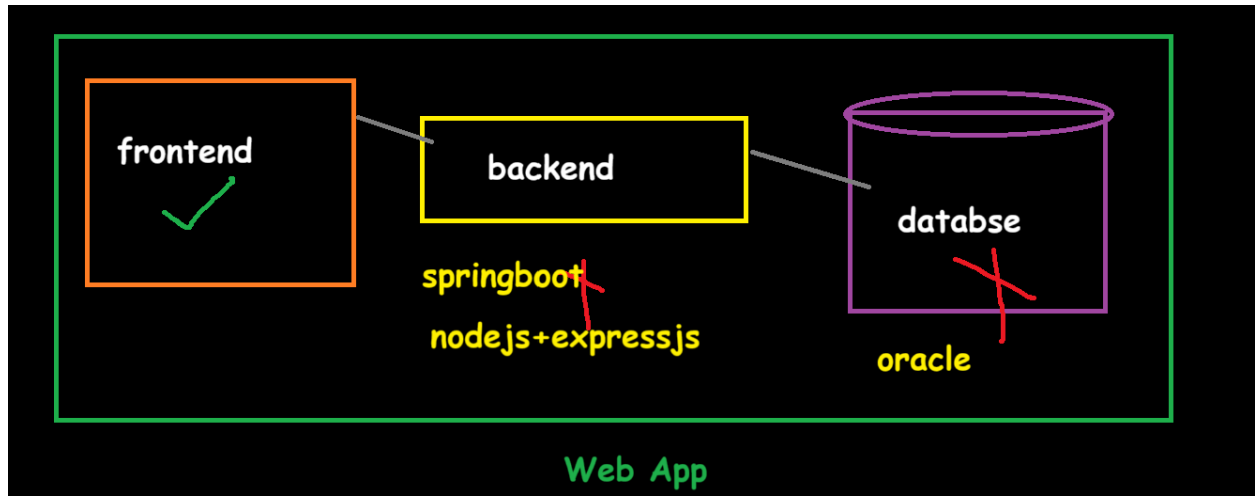 frontend
backend
databse
springboot
nodejs+expressjs
oracle
Web App